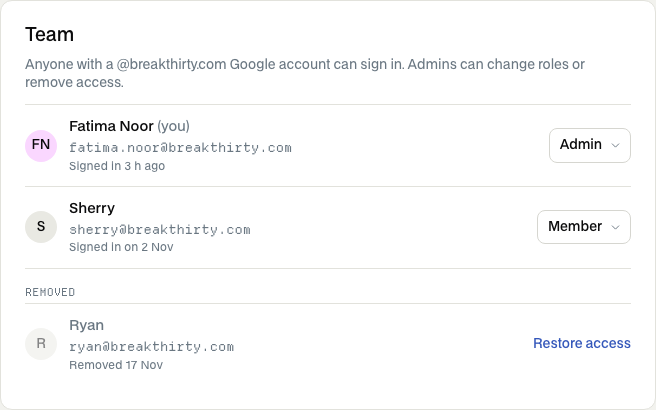 Team
Anyone with a @breakthirty.com Google account can sign in. Admins can change roles or
remove access.
FN
Fatima Noor (you)
fatima.noor@breakthirty.com
Signed in 3 h ago
Admin
S
Sherry
sherry@breakthirty.com
Signed in on 2 Nov
Member
REMOVED
R
Ryan
ryan@breakthirty.com
Removed 17 Nov
Restore access